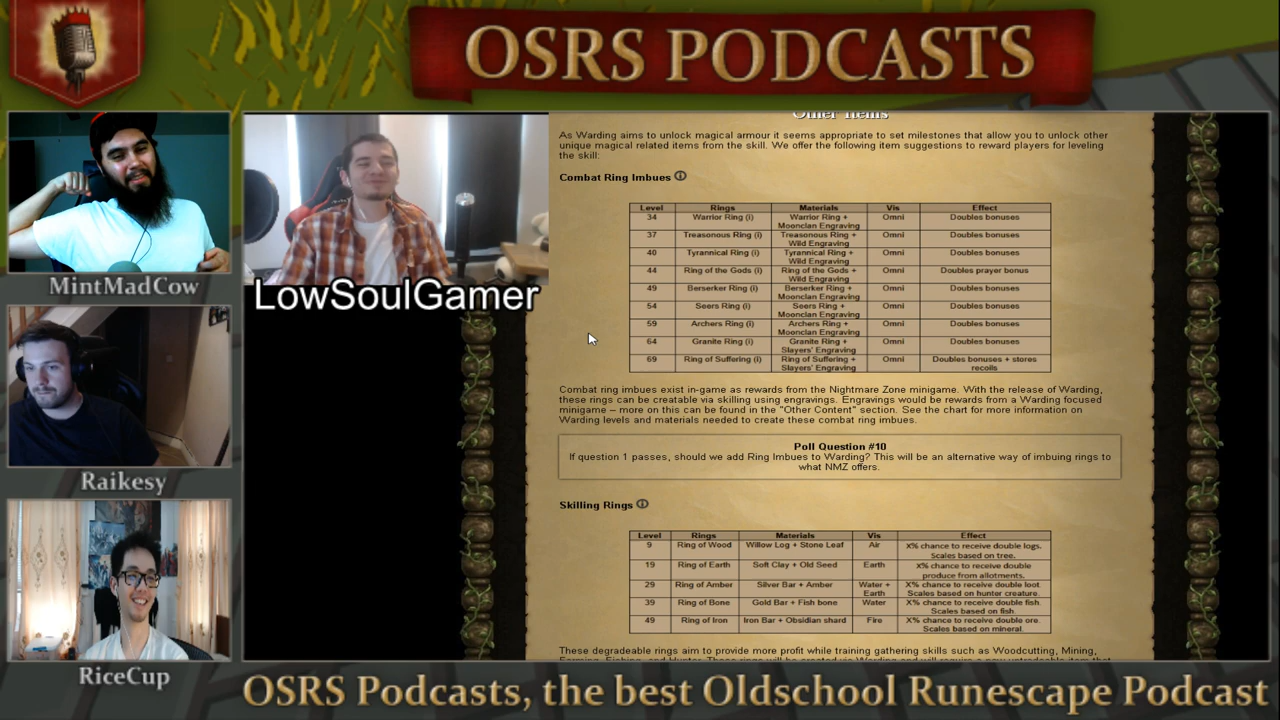 OSRS PODCASTS
MintMadCow
LowSoulGamer
Raikesy
RiceCup
Other Items
As Warding aims to unlock magical armour it seems appropriate to set milestones that allow you to unlock other
unique magical related items from the skill. We offer the following item suggestions to reward players for leveling
the skill:
Combat Ring Imbues
Level Rings Materials Vis Effect
34 Warrior Ring (i) Warrior Ring + Moonclan Engraving Omni Doubles bonuses
37 Treasonous Ring (i) Treasonous Ring + Wild Engraving Omni Doubles bonuses
40 Tyrannical Ring (i) Tyrannical Ring + Wild Engraving Omni Doubles bonuses
44 Ring of the Gods (i) Ring of the Gods + Wild Engraving Omni Doubles prayer bonus
49 Berserker Ring (i) Berserker Ring + Moonclan Engraving Omni Doubles bonuses
54 Seers Ring (i) Seers Ring + Moonclan Engraving Omni Doubles bonuses
59 Archers Ring (i) Archers Ring + Moonclan Engraving Omni Doubles bonuses
64 Granite Ring (i) Granite Ring + Slayers' Engraving Omni Doubles bonuses
69 Ring of Suffering (i) Ring of Suffering + Slayers' Engraving Omni Doubles bonuses + stores recoils
Combat ring imbues exist in-game as rewards from the Nightmare Zone minigame. With the release of Warding,
these rings can be creatable via skilling using engravings. Engravings would be rewards from a Warding focused
minigame – more on this can be found in the "Other Content" section. See the chart for more information on
Warding levels and materials needed to create these combat ring imbues.
Poll Question #10
If question 1 passes, should we add Ring Imbues to Warding? This will be an alternative way of imbuing rings to
what NMZ offers.
Skilling Rings
Level Rings Materials Vis Effect
9 Ring of Wood Willow Log + Stone Leaf Air X% chance to receive double logs. Scales based on tree.
19 Ring of Earth Soft Clay + Old Seed Earth X% chance to receive double produce from allotments.
29 Ring of Amber Silver Bar + Amber Water + Earth X% chance to receive double loot. Scales based on hunter creature.
39 Ring of Bone Gold Bar + Fish bone Water X% chance to receive double fish. Scales based on fish.
49 Ring of Iron Iron Bar + Obsidian shard Fire X% chance to receive double ore. Scales based on mineral.
These degradeable rings aim to provide more profit while training gathering skills such as Woodcutting, Mining,
OSRS Podcasts, the best Oldschool Runescape Podcast